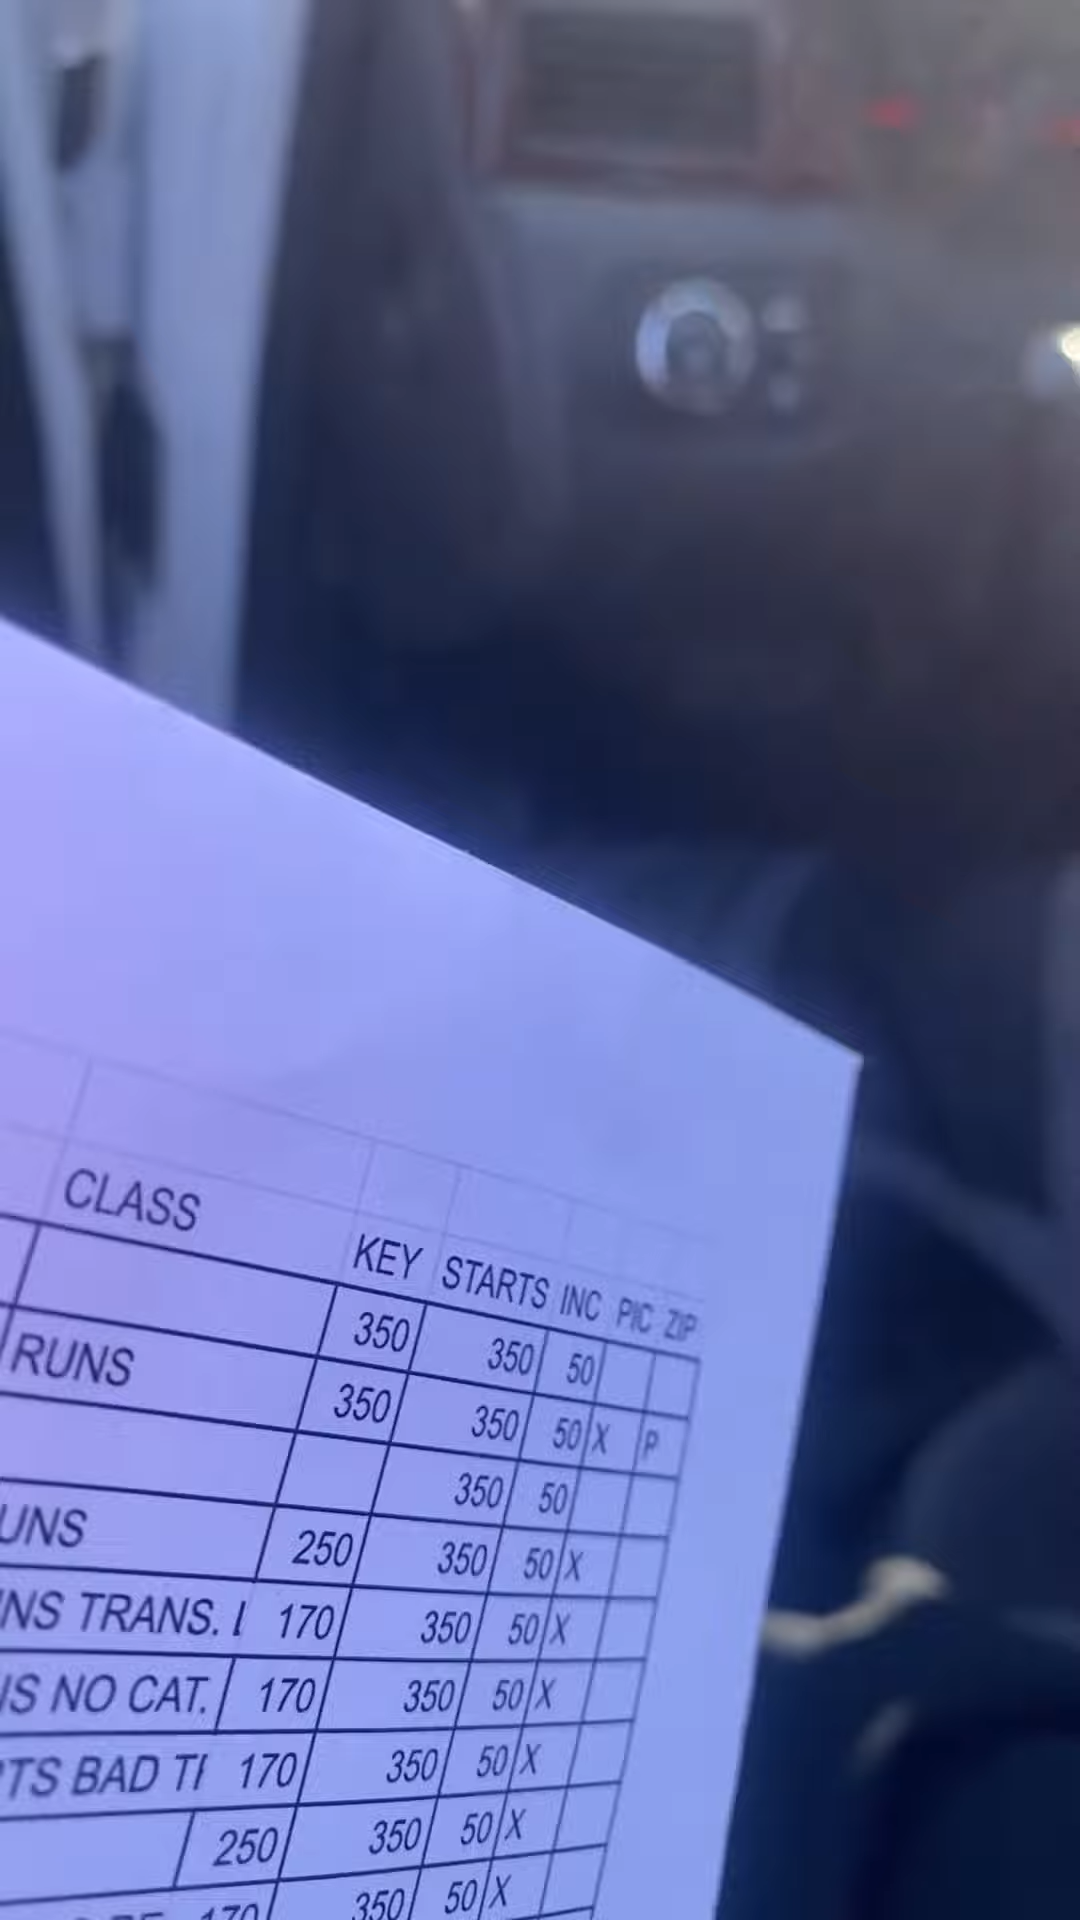 CLASS KEY STARTS INC PIC ZIP
350 350 50
RUNS 350 350 50 X P
350 50
UNS 250 350 50 X
NS TRANS. 170 350 50 X
IS NO CAT. 170 350 50 X
TS BAD 170 350 50 X
250 350 50 X
170 350 50 X